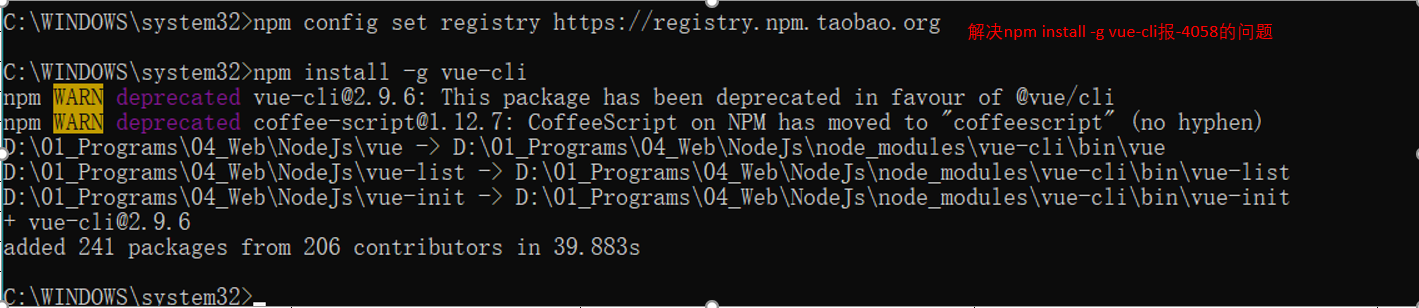 C:\WINDOWS\system32>npm config set registry https://registry.npm.taobao.org
解决npm install -g vue-cli报-4058的问题
C:\WINDOWS\system32>npm install -g vue-cli
npm WARN deprecated vue-cli@2.9.6: This package has been deprecated in favour of @vue/cli
npm WARN deprecated coffee-script@1.12.7: CoffeeScript on NPM has moved to "coffeescript" (no hyphen)
D:\01_Programs\04_Web\NodeJs\vue -> D:\01_Programs\04_Web\NodeJs\node_modules\vue-cli\bin\vue
D:\01_Programs\04_Web\NodeJs\vue-list -> D:\01_Programs\04_Web\NodeJs\node_modules\vue-cli\bin\vue-list
D:\01_Programs\04_Web\NodeJs\vue-init -> D:\01_Programs\04_Web\NodeJs\node_modules\vue-cli\bin\vue-init
+ vue-cli@2.9.6
added 241 packages from 206 contributors in 39.883s
C:\WINDOWS\system32>